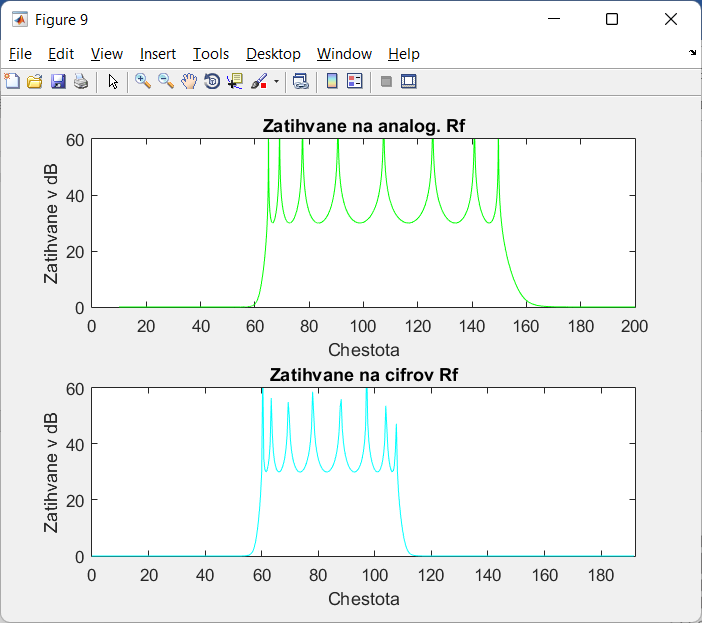 Figure 9
File Edit View Insert Tools Desktop Window Help
Zatihvane na analog. Rf
Zatihvane v dB
60
40
20
0
0 20 40 60 80 100 120 140 160 180 200
Chestota
Zatihvane na cifrov Rf
Zatihvane v dB
60
40
20
0
0 20 40 60 80 100 120 140 160 180
Chestota